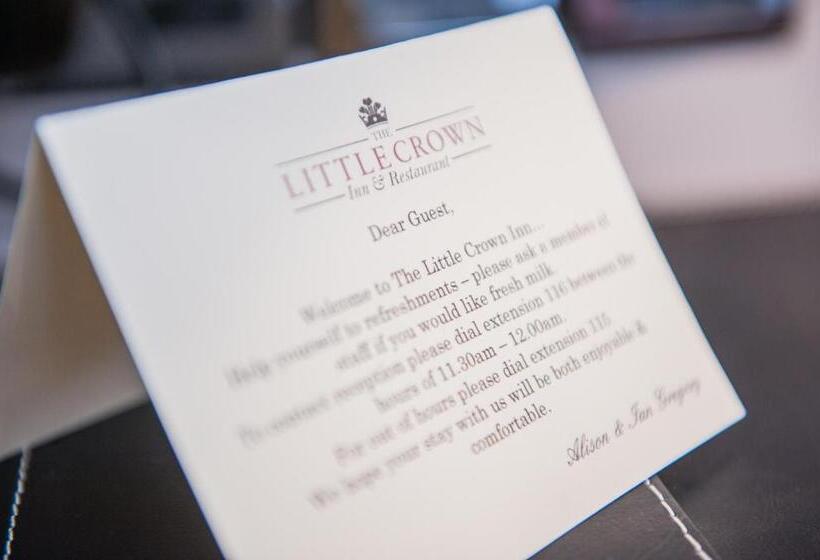 THE
LITTLE CROWN
Inn & Restaurant
Dear Guest,
Welcome to The Little Crown Inn...
Help yourself to refreshments – please ask a member of
staff if you would like fresh milk.
To contact reception please dial extension 116 between the
hours of 11.30am – 12.00am.
For out of hours please dial extension 115
We hope your stay with us will be both enjoyable &
comfortable.
Alison & Ian Gregory